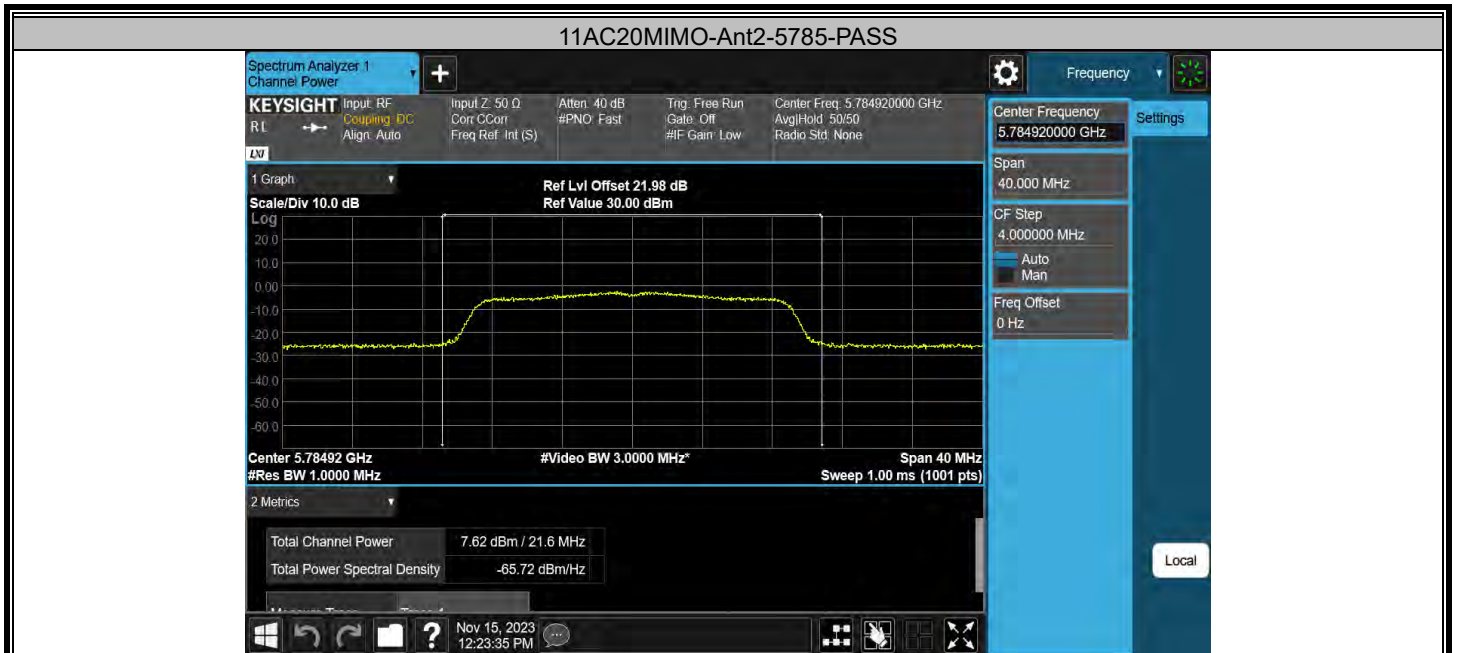 11AC20MIMO-Ant2-5785-PASS
Spectrum Analyzer 1
Channel Power
+
Frequency
KEYSIGHT
RL
LXI
Input: RF
Coupling: DC
Align: Auto
Input Z: 50 Ω
Corr CCorr
Freq Ref: Int (S)
Atten: 40 dB
#PNO: Fast
Trig: Free Run
Gate: Off
#IF Gain: Low
Center Freq: 5.784920000 GHz
Avg|Hold: 50/50
Radio Std: None
Center Frequency
5.784920000 GHz
Settings
Span
40.000 MHz
CF Step
4.000000 MHz
Auto
Man
Freq Offset
0 Hz
Local
1 Graph
Scale/Div 10.0 dB
Ref Lvl Offset 21.98 dB
Ref Value 30.00 dBm
Log
20.0
10.0
0.00
-10.0
-20.0
-30.0
-40.0
-50.0
-60.0
Center 5.78492 GHz
#Video BW 3.0000 MHz*
Span 40 MHz
#Res BW 1.0000 MHz
Sweep 1.00 ms (1001 pts)
2 Metrics
Total Channel Power 7.62 dBm / 21.6 MHz
Total Power Spectral Density -65.72 dBm/Hz
?
Nov 15, 2023
12:23:35 PM